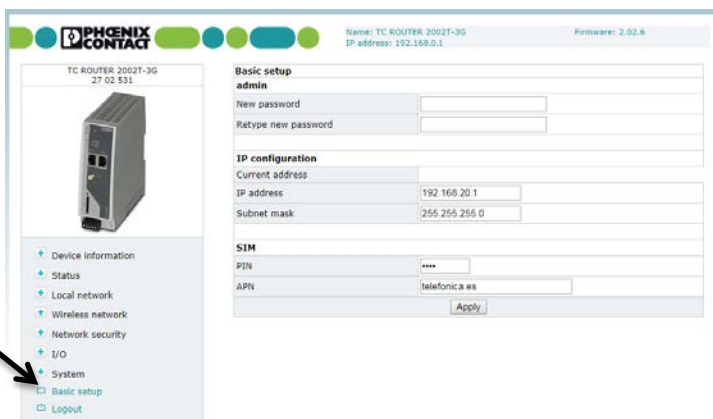 PHŒNIX CONTACT
Name: TC ROUTER 2002T-3G
IP address: 192.168.0.1
Firmware: 2.02.6
TC ROUTER 2002T-3G
27 02 531
Device information
Status
Local network
Wireless network
Network security
I/O
System
Basic setup
Logout
Basic setup
admin
New password
Retype new password
IP configuration
Current address
IP address 192.168.20.1
Subnet mask 255.255.255.0
SIM
PIN ••••
APN telefonica.es
Apply